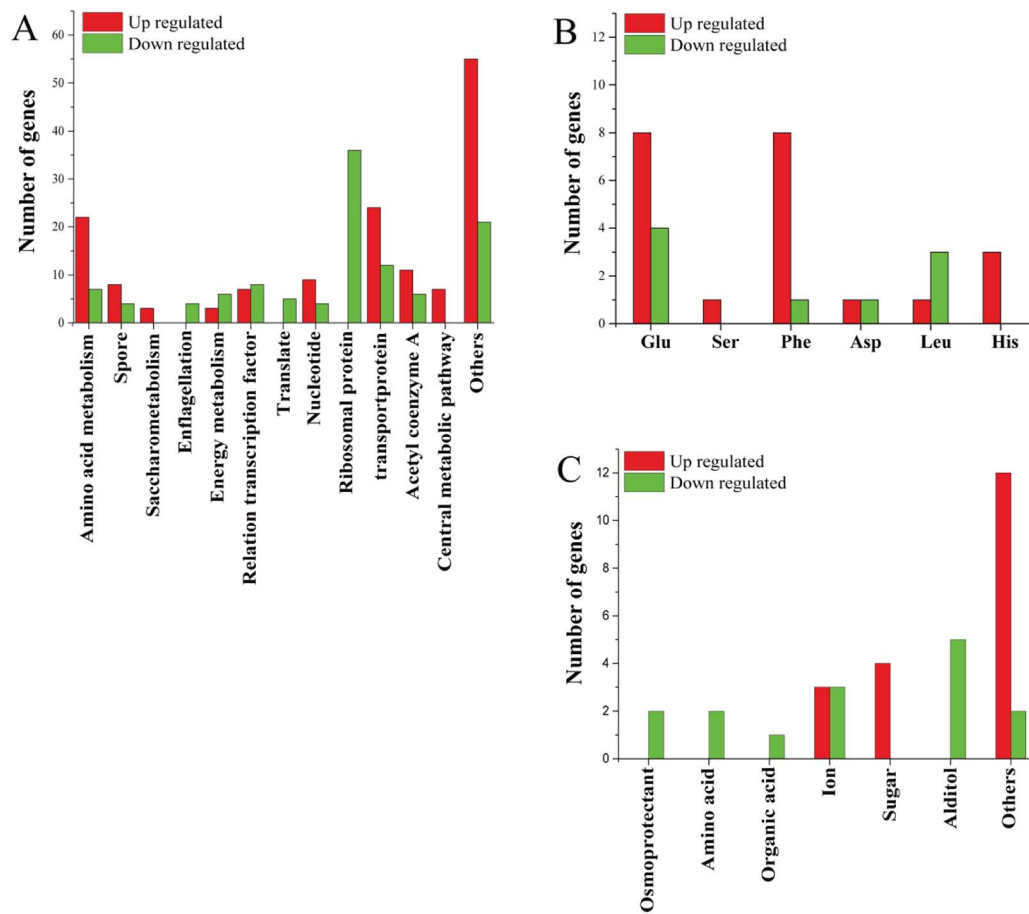 A
Up regulated
Down regulated
Number of genes
60
50
40
30
20
10
0
Amino acid metabolism
Spore
Saccharometabolism
Enflagellation
Energy metabolism
Relation transcription factor
Translate
Nucleotide
Ribosomal protein
transportprotein
Acetyl coenzyme A
Central metabolic pathway
Others
B
Up regulated
Down regulated
Number of genes
12
10
8
6
4
2
0
Glu
Ser
Phe
Asp
Leu
His
C
Up regulated
Down regulated
Number of genes
12
10
8
6
4
2
0
Osmoprotectant
Amino acid
Organic acid
Ion
Sugar
Alditol
Others